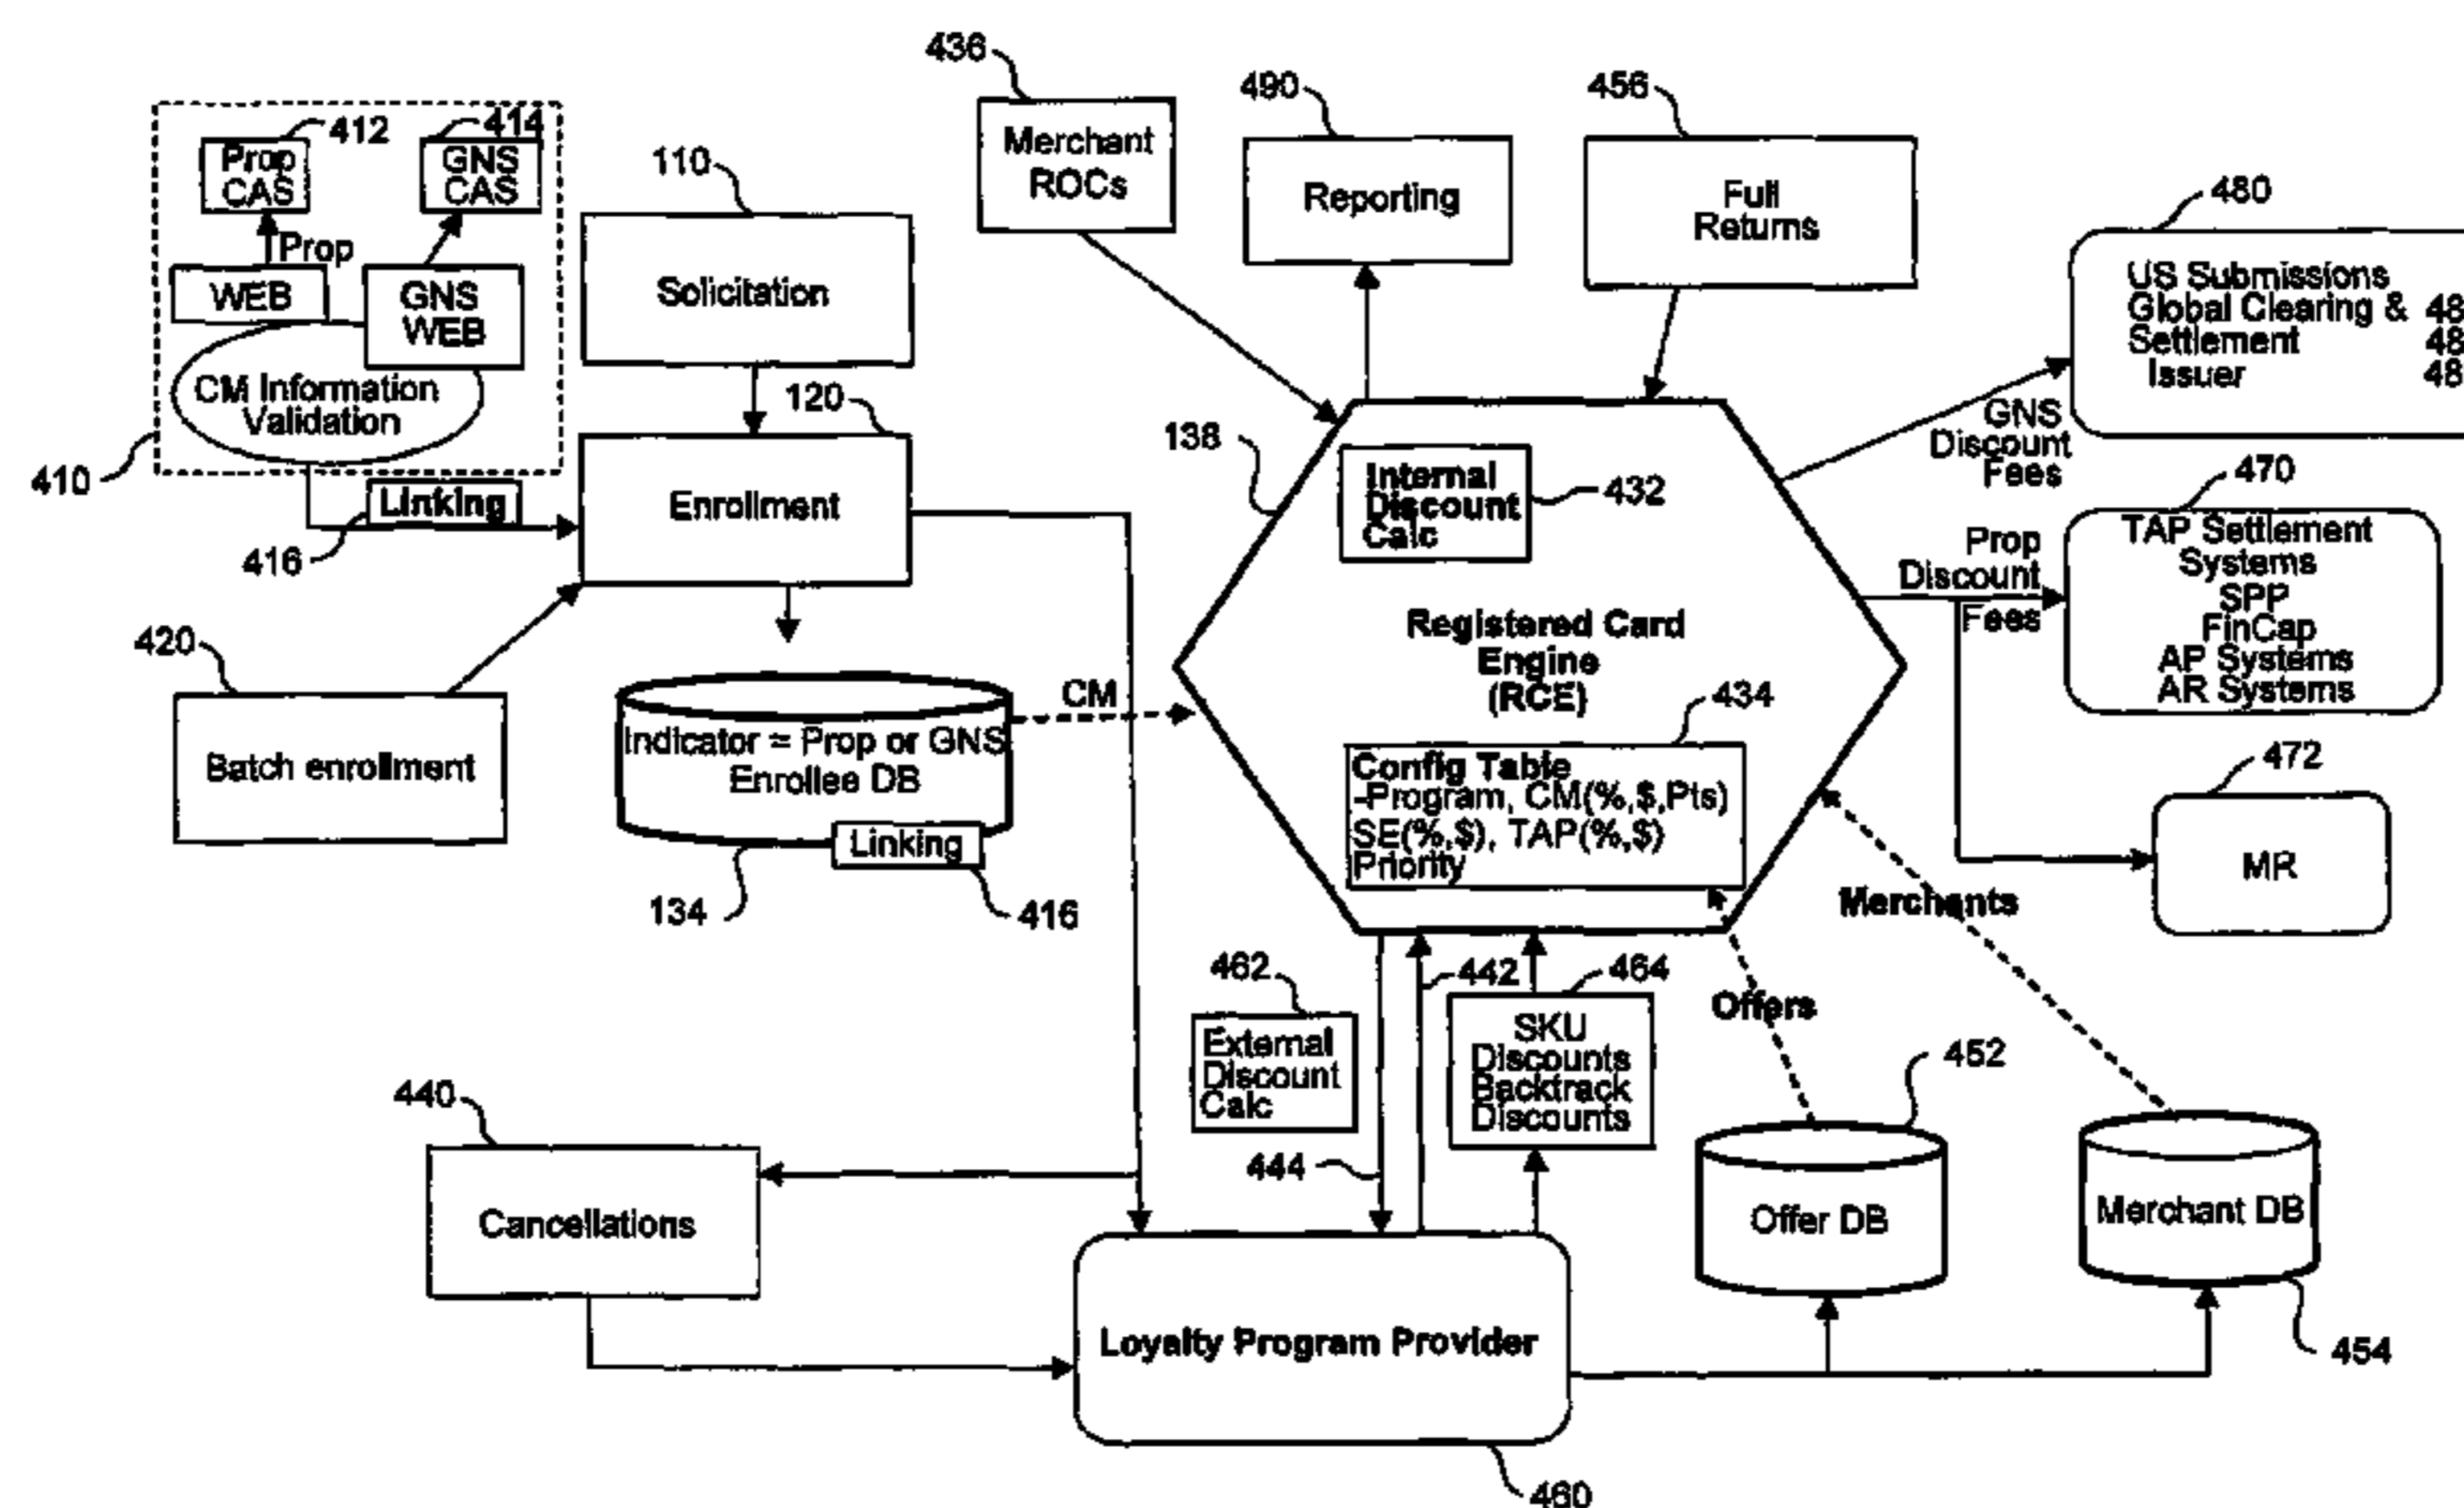 436
490
456
412
414
Prop
CAS
GNS
CAS
110
Merchant
ROCs
Reporting
Full
Returns
480
Prop
WEB
GNS
WEB
Solicitation
US Submissions
Global Clearing & 48
Settlement 48
Issuer 48
CM Information
Validation
120
138
GNS
Discount
Fees
410
416
Linking
Enrollment
Internal
Discount
Calc
432
470
Prop
Discount
Fees
TAP Settlement
Systems
SPP
FinCap
AP Systems
AR Systems
Registered Card
Engine
(RCE)
420
Batch enrollment
CM
Indicator = Prop or GNS
Enrollee DB
Linking
134
416
434
Config Table
-Program, CM(%,$,Pts)
SE(%,$), TAP(%,$)
Priority
472
MR
Merchants
Offers
462
442
464
External
Discount
Calc
SKU
Discounts
Backtrack
Discounts
444
452
440
Cancellations
Offer DB
Merchant DB
Loyalty Program Provider
454
460